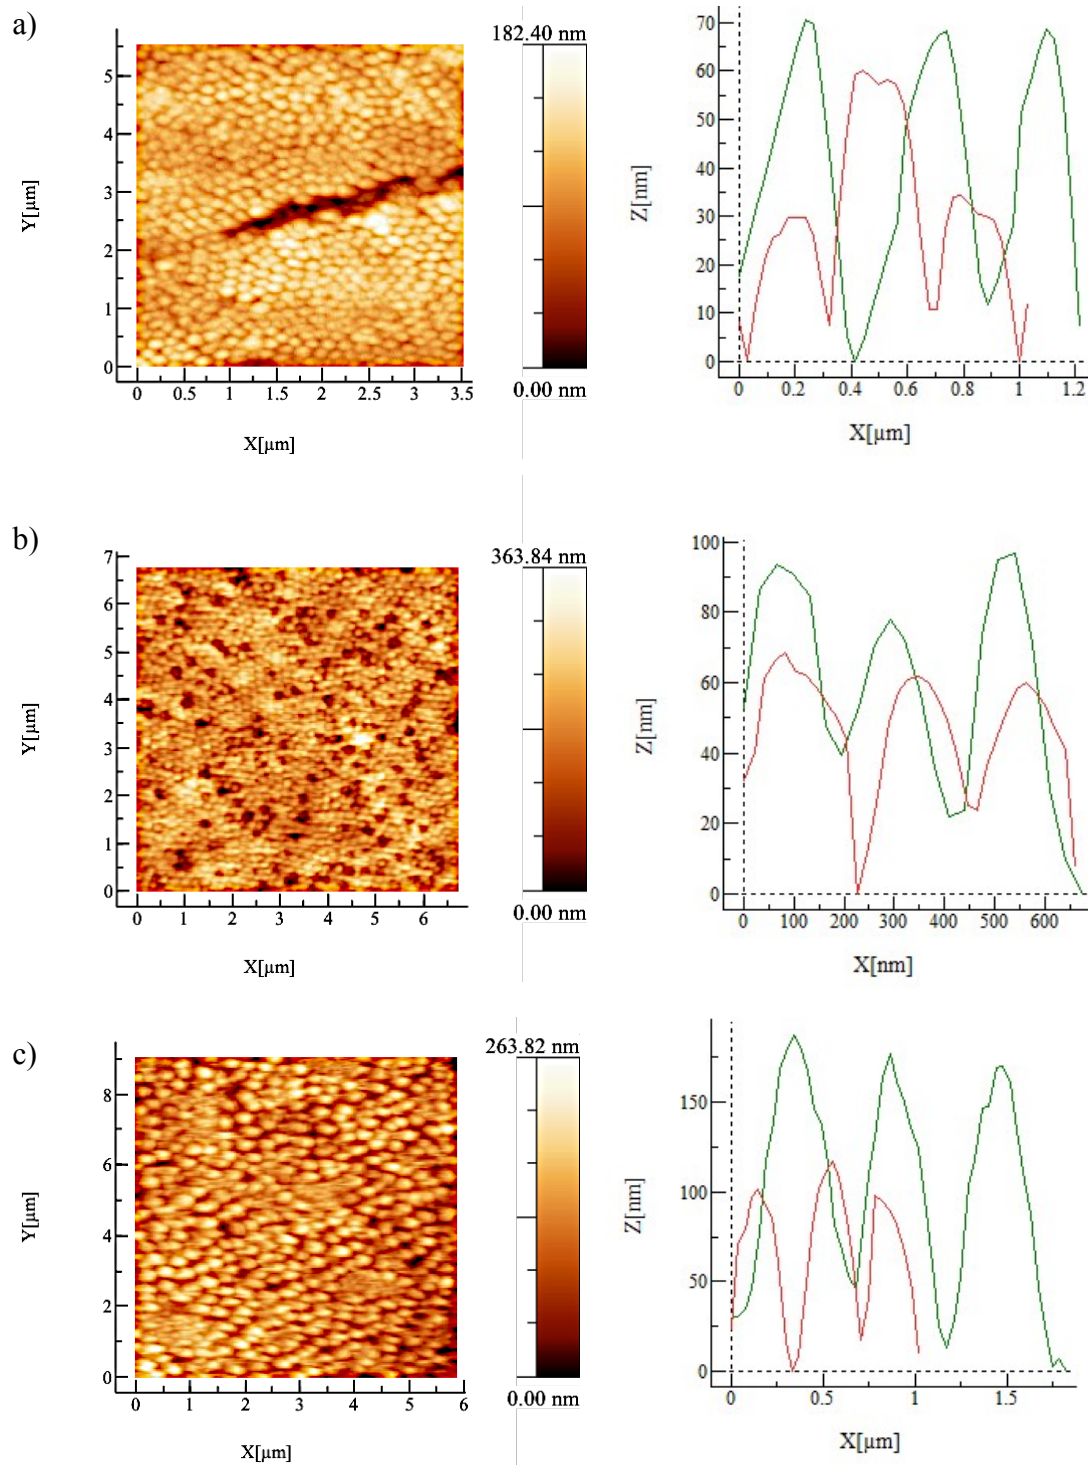 a)
182.40 nm
0.00 nm
Y[µm]
5
4
3
2
1
0
0 0.5 1 1.5 2 2.5 3 3.5
X[µm]
Z[nm]
70
60
50
40
30
20
10
0
0 0.2 0.4 0.6 0.8 1 1.2
X[µm]
b)
363.84 nm
0.00 nm
Y[µm]
7
6
5
4
3
2
1
0
0 1 2 3 4 5 6
X[µm]
Z[nm]
100
80
60
40
20
0
0 100 200 300 400 500 600
X[nm]
c)
263.82 nm
0.00 nm
Y[µm]
8
6
4
2
0
0 1 2 3 4 5 6
X[µm]
Z[nm]
150
100
50
0
0 0.5 1 1.5
X[µm]